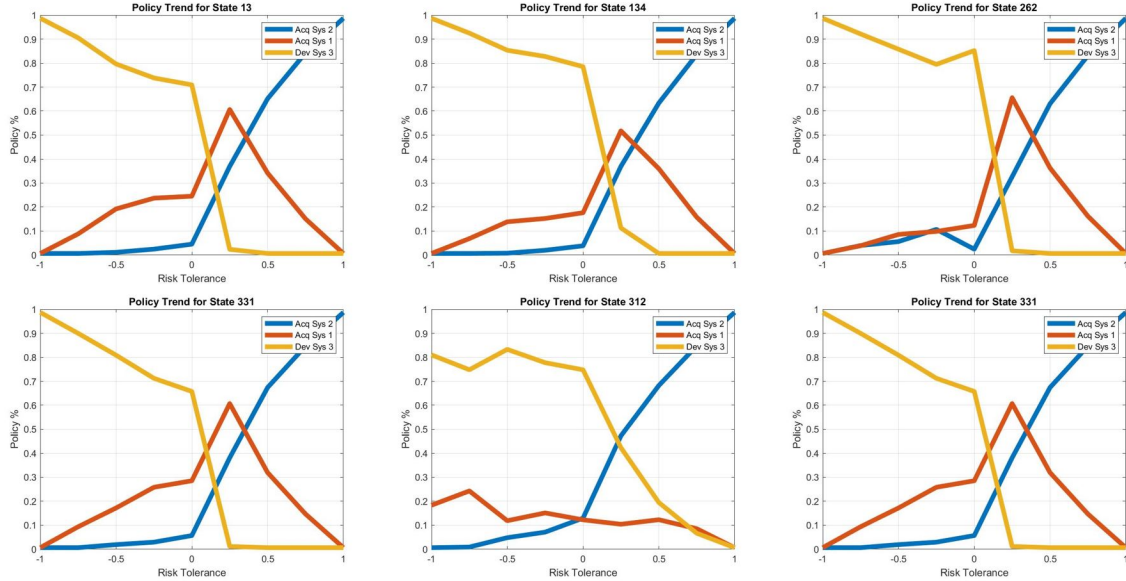 Policy Trend for State 13
Acq Sys 2
Acq Sys 1
Dev Sys 3
Policy %
1
0.9
0.8
0.7
0.6
0.5
0.4
0.3
0.2
0.1
0
-1 -0.5 0 0.5 1
Risk Tolerance
Policy Trend for State 134
Acq Sys 2
Acq Sys 1
Dev Sys 3
Policy %
1
0.9
0.8
0.7
0.6
0.5
0.4
0.3
0.2
0.1
0
-1 -0.5 0 0.5 1
Risk Tolerance
Policy Trend for State 262
Acq Sys 2
Acq Sys 1
Dev Sys 3
Policy %
1
0.9
0.8
0.7
0.6
0.5
0.4
0.3
0.2
0.1
0
-1 -0.5 0 0.5 1
Risk Tolerance
Policy Trend for State 331
Acq Sys 2
Acq Sys 1
Dev Sys 3
Policy %
1
0.9
0.8
0.7
0.6
0.5
0.4
0.3
0.2
0.1
0
-1 -0.5 0 0.5 1
Risk Tolerance
Policy Trend for State 312
Acq Sys 2
Acq Sys 1
Dev Sys 3
Policy %
1
0.9
0.8
0.7
0.6
0.5
0.4
0.3
0.2
0.1
0
-1 -0.5 0 0.5 1
Risk Tolerance
Policy Trend for State 331
Acq Sys 2
Acq Sys 1
Dev Sys 3
Policy %
1
0.9
0.8
0.7
0.6
0.5
0.4
0.3
0.2
0.1
0
-1 -0.5 0 0.5 1
Risk Tolerance